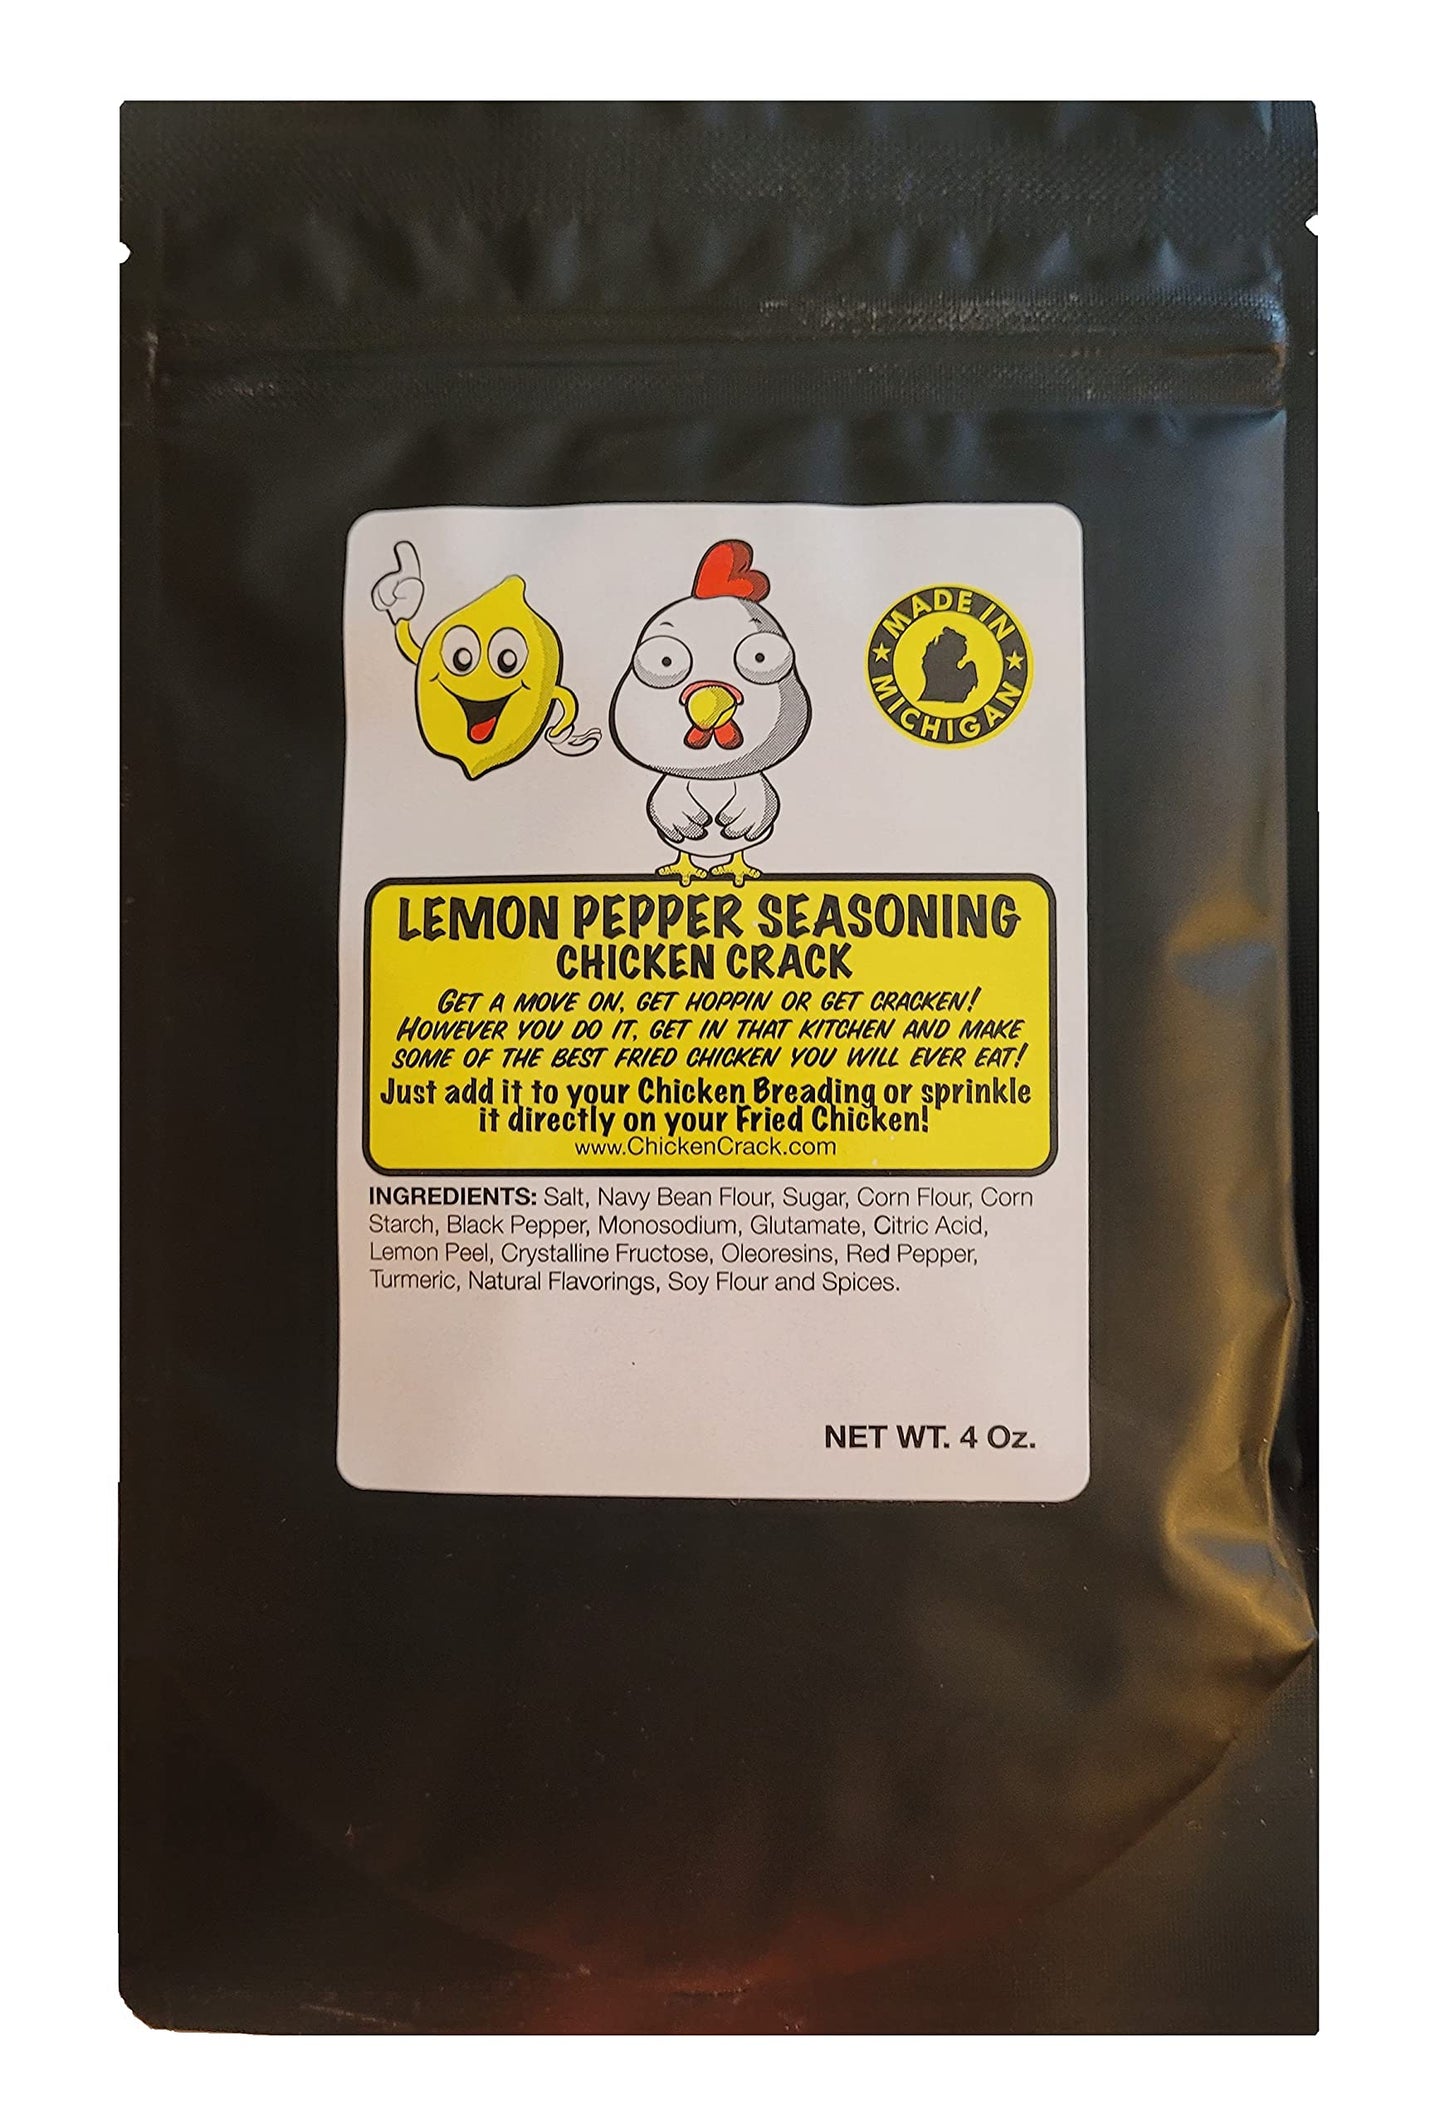 MADE IN
MICHIGAN
LEMON PEPPER SEASONING
CHICKEN CRACK
GET A MOVE ON, GET HOPPIN OR GET CRACKEN!
HOWEVER YOU DO IT, GET IN THAT KITCHEN AND MAKE
SOME OF THE BEST FRIED CHICKEN YOU WILL EVER EAT!
Just add it to your Chicken Breading or sprinkle
it directly on your Fried Chicken!
www.ChickenCrack.com
INGREDIENTS: Salt, Navy Bean Flour, Sugar, Corn Flour, Corn
Starch, Black Pepper, Monosodium, Glutamate, Citric Acid,
Lemon Peel, Crystalline Fructose, Oleoresins, Red Pepper,
Turmeric, Natural Flavorings, Soy Flour and Spices.
NET WT. 4 Oz.